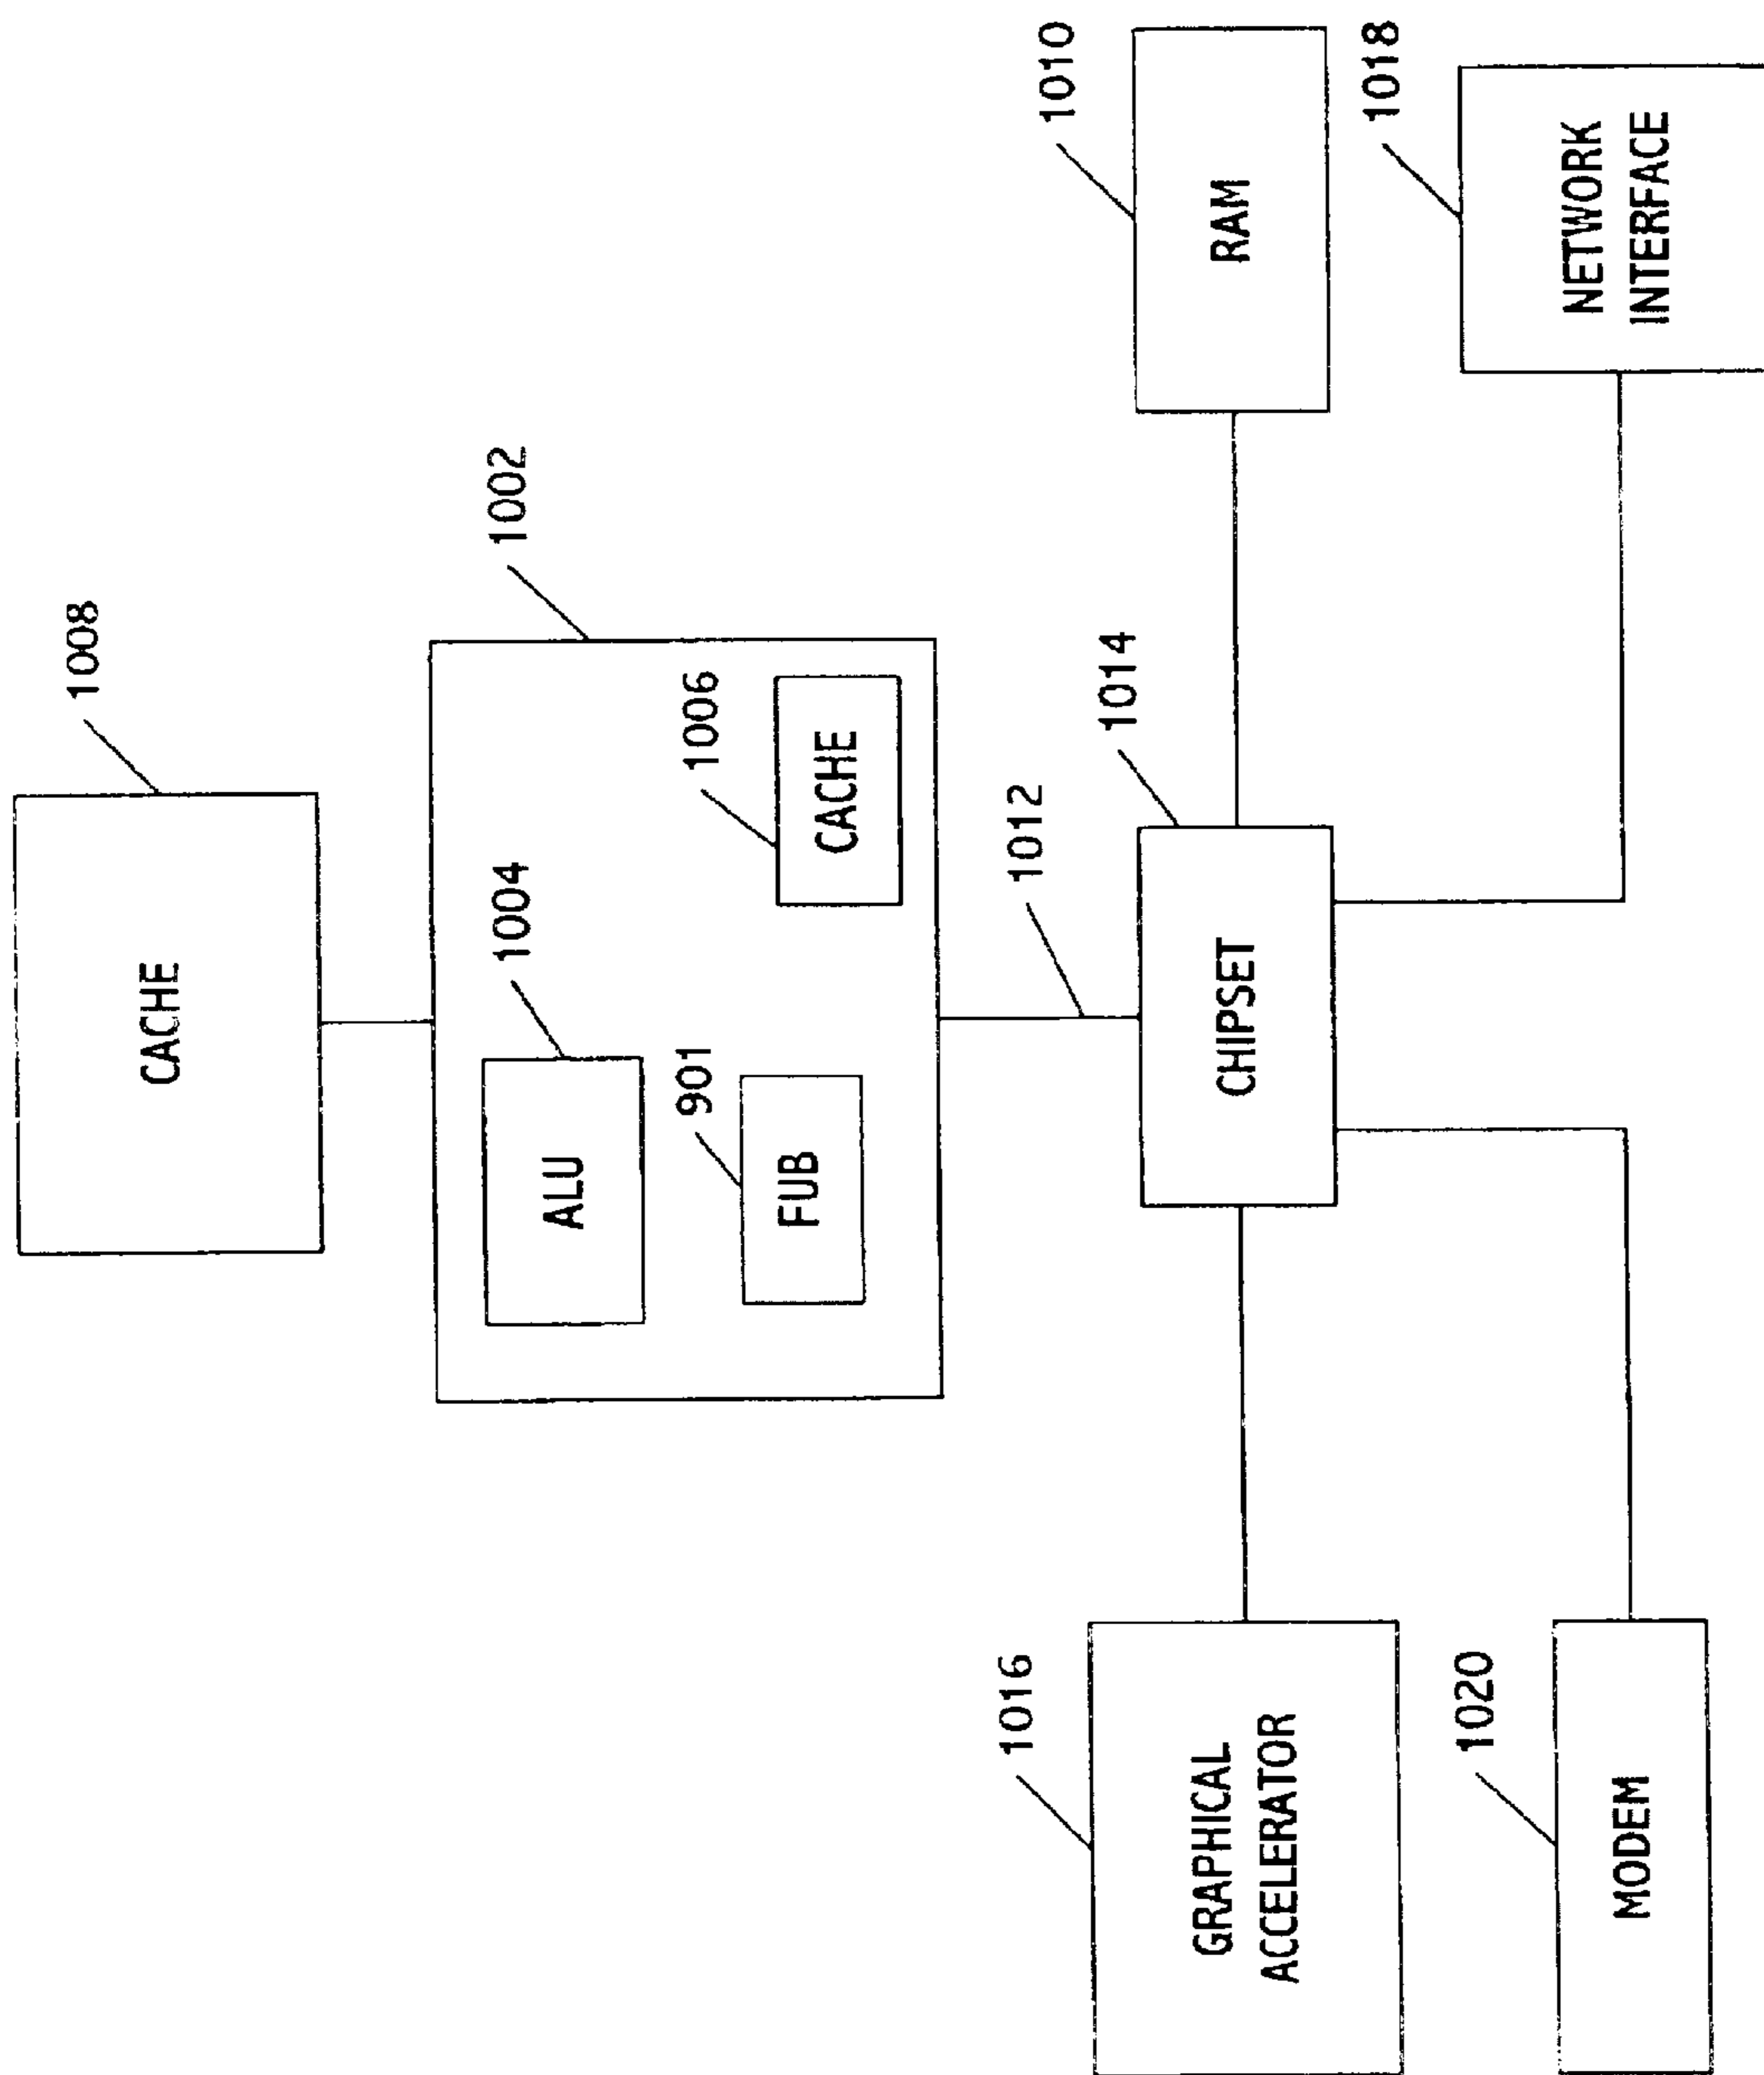 1008
CACHE
1002
1004
ALU
1006
CACHE
901
FUB
1012
1014
CHIPSET
1010
RAM
1016
GRAPHICAL
ACCELERATOR
1018
NETWORK
INTERFACE
1020
MODEM